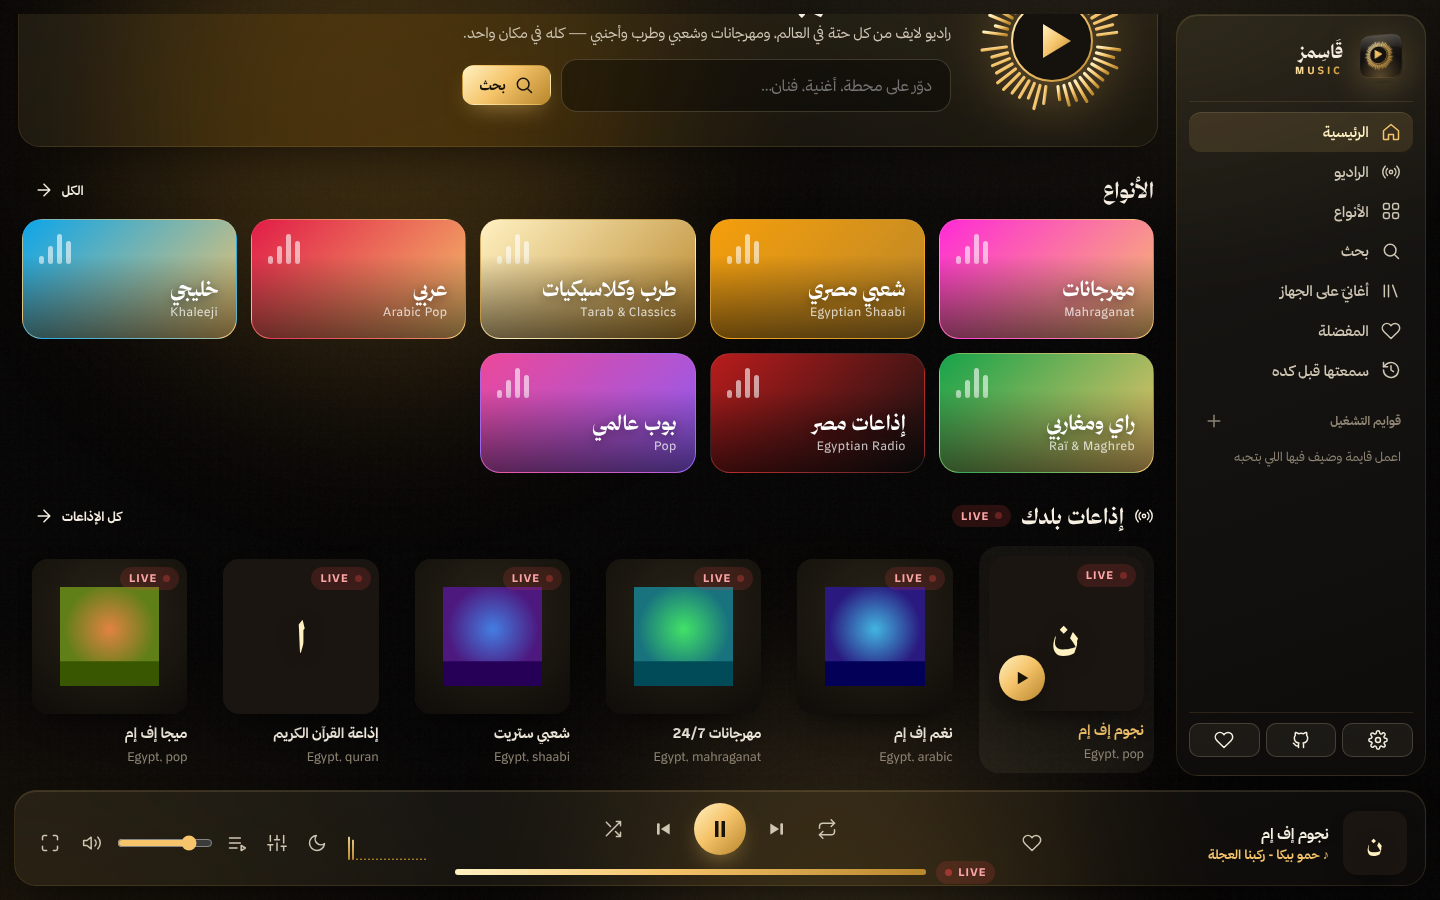 قَاسِمز
MUSIC
الرئيسية
الراديو
الأنواع
بحث
أغانيّ على الجهاز
المفضلة
سمعتها قبل كده
قوايم التشغيل
اعمل قايمة وضيف فيها اللي بتحبه
راديو لايف من كل حتة في العالم، ومهرجانات وشعبي وطرب وأجنبي — كله في مكان واحد.
دوّر على محطة، أغنية، فنان...
بحث
الأنواع
الكل
مهرجانات
Mahraganat
شعبي مصري
Egyptian Shaabi
طرب وكلاسيكيات
Tarab & Classics
عربي
Arabic Pop
خليجي
Khaleeji
راي ومغاربي
Raï & Maghreb
إذاعات مصر
Egyptian Radio
بوب عالمي
Pop
إذاعات بلدك
LIVE
كل الإذاعات
LIVE
ن
نجوم إف إم
Egypt, pop
LIVE
نغم إف إم
Egypt, arabic
LIVE
مهرجانات 24/7
Egypt, mahraganat
LIVE
شعبي ستريت
Egypt, shaabi
LIVE
ا
إذاعة القرآن الكريم
Egypt, quran
LIVE
ميجا إف إم
Egypt, pop
ن
نجوم إف إم
♪ حمو بيكا - ركبنا العجلة
LIVE